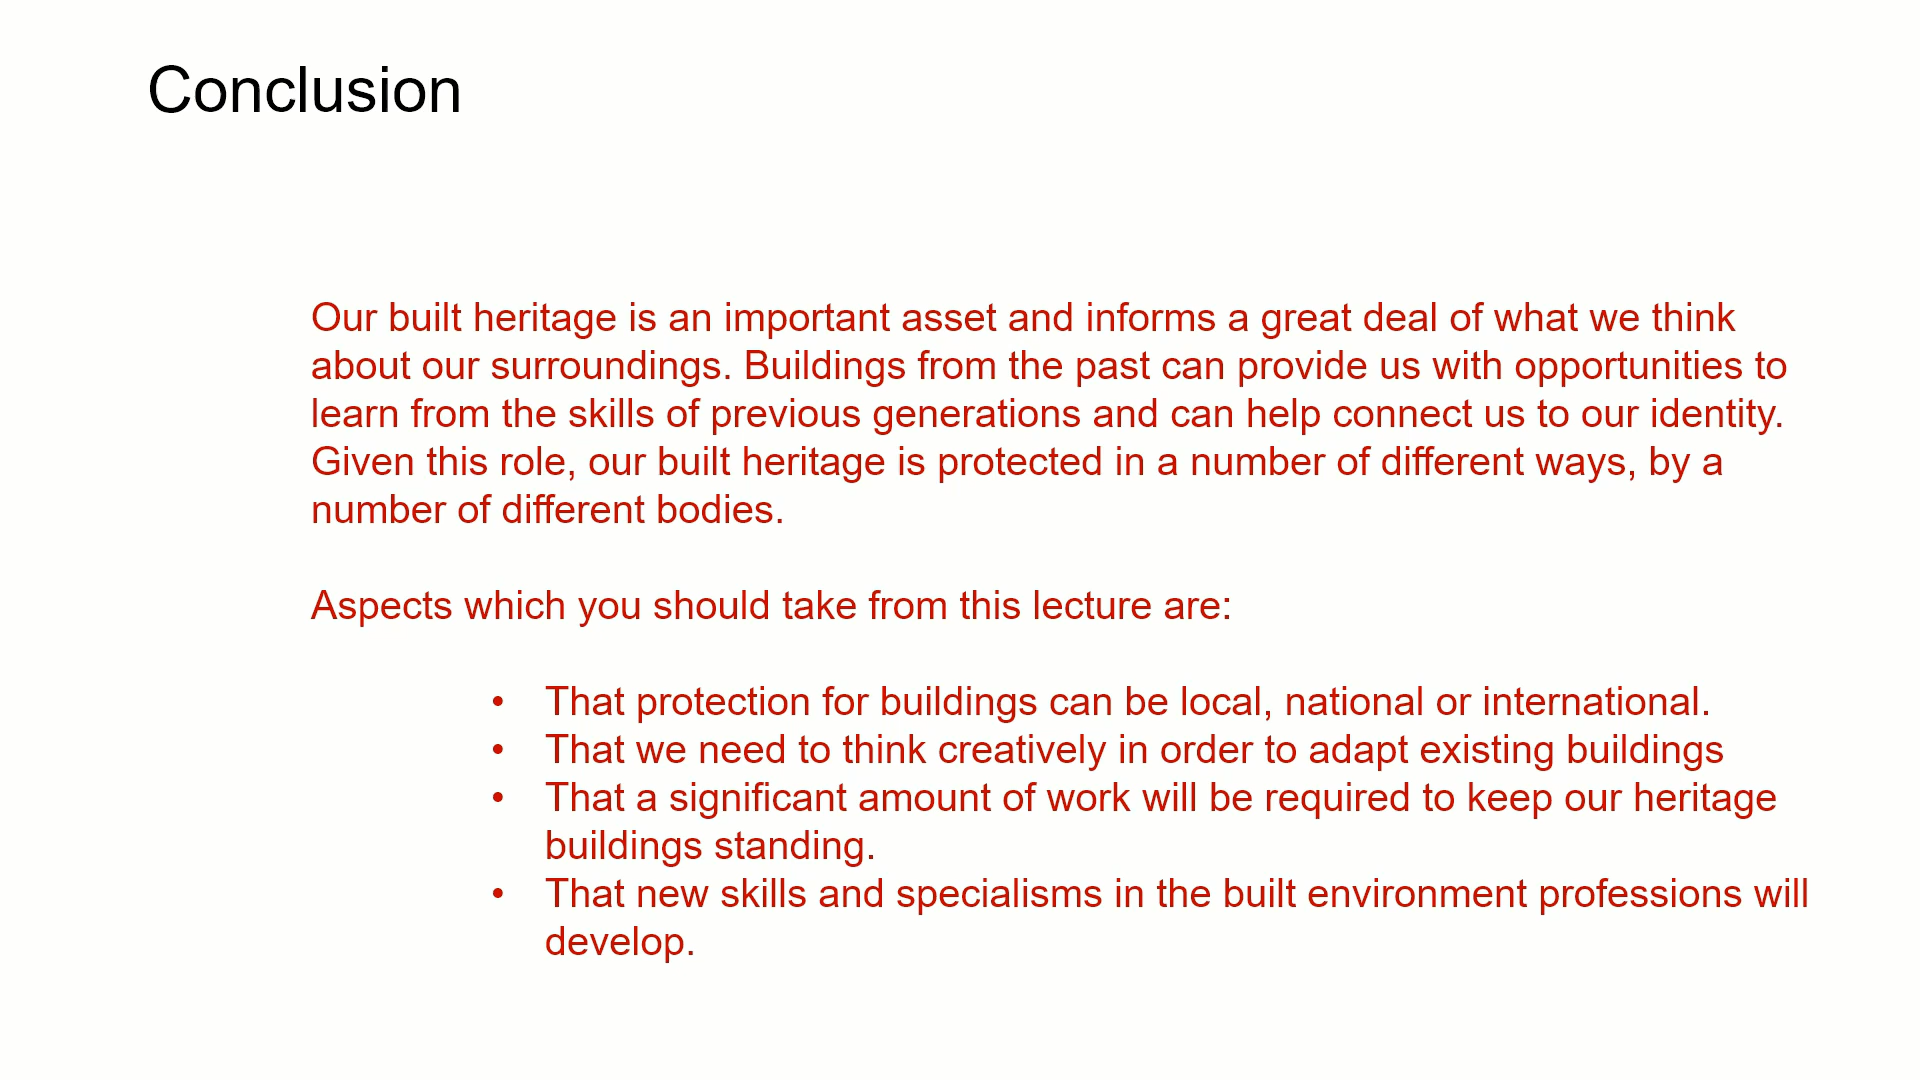 Conclusion
Our built heritage is an important asset and informs a great deal of what we think
about our surroundings. Buildings from the past can provide us with opportunities to
learn from the skills of previous generations and can help connect us to our identity.
Given this role, our built heritage is protected in a number of different ways, by a
number of different bodies.
Aspects which you should take from this lecture are:
• That protection for buildings can be local, national or international.
• That we need to think creatively in order to adapt existing buildings
• That a significant amount of work will be required to keep our heritage
buildings standing.
• That new skills and specialisms in the built environment professions will
develop.